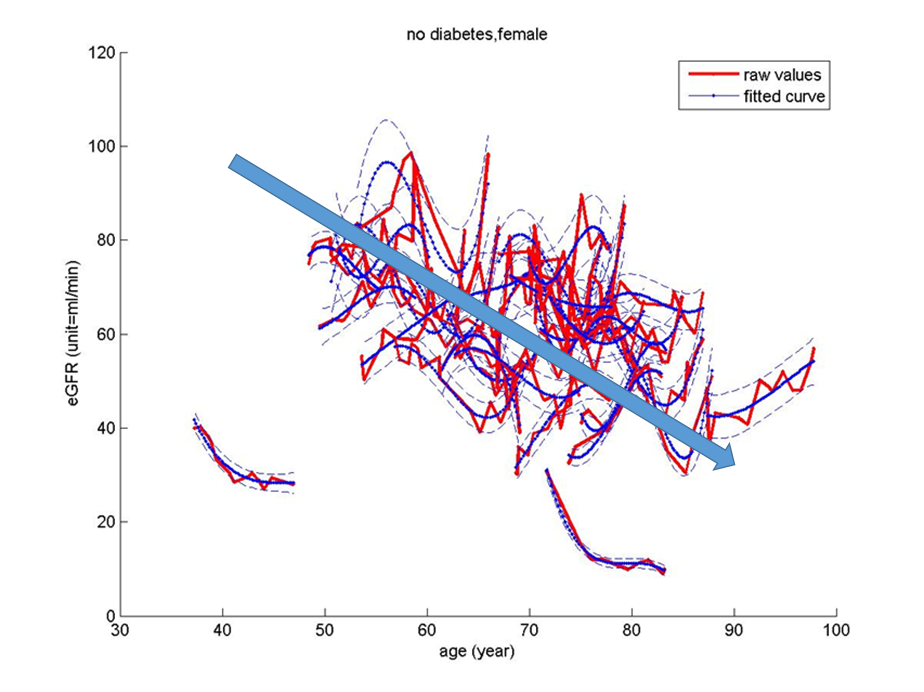 no diabetes,female
raw values
fitted curve
120
100
80
60
40
20
0
eGFR (unit=ml/min)
30 40 50 60 70 80 90 100
age (year)